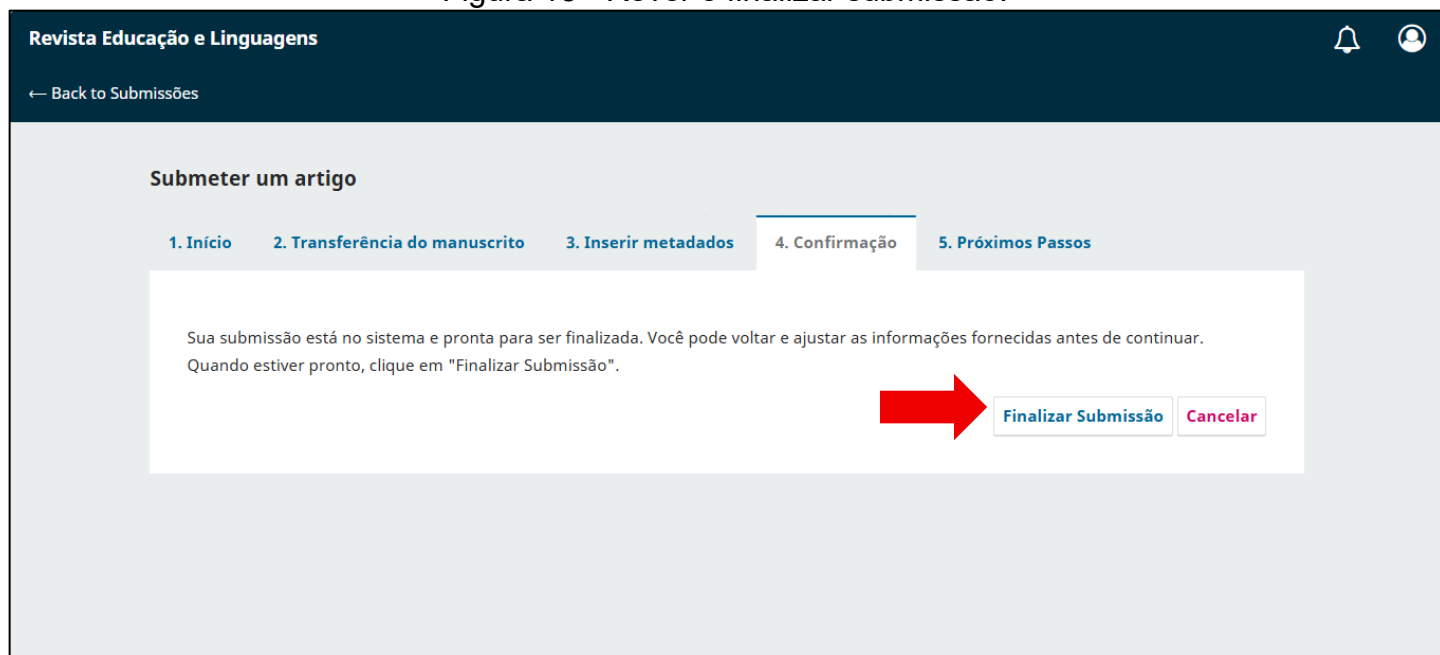 Revista Educação e Linguagens
← Back to Submissões
Submeter um artigo
1. Início 2. Transferência do manuscrito 3. Inserir metadados 4. Confirmação 5. Próximos Passos
Sua submissão está no sistema e pronta para ser finalizada. Você pode voltar e ajustar as informações fornecidas antes de continuar.
Quando estiver pronto, clique em "Finalizar Submissão".
Finalizar Submissão Cancelar